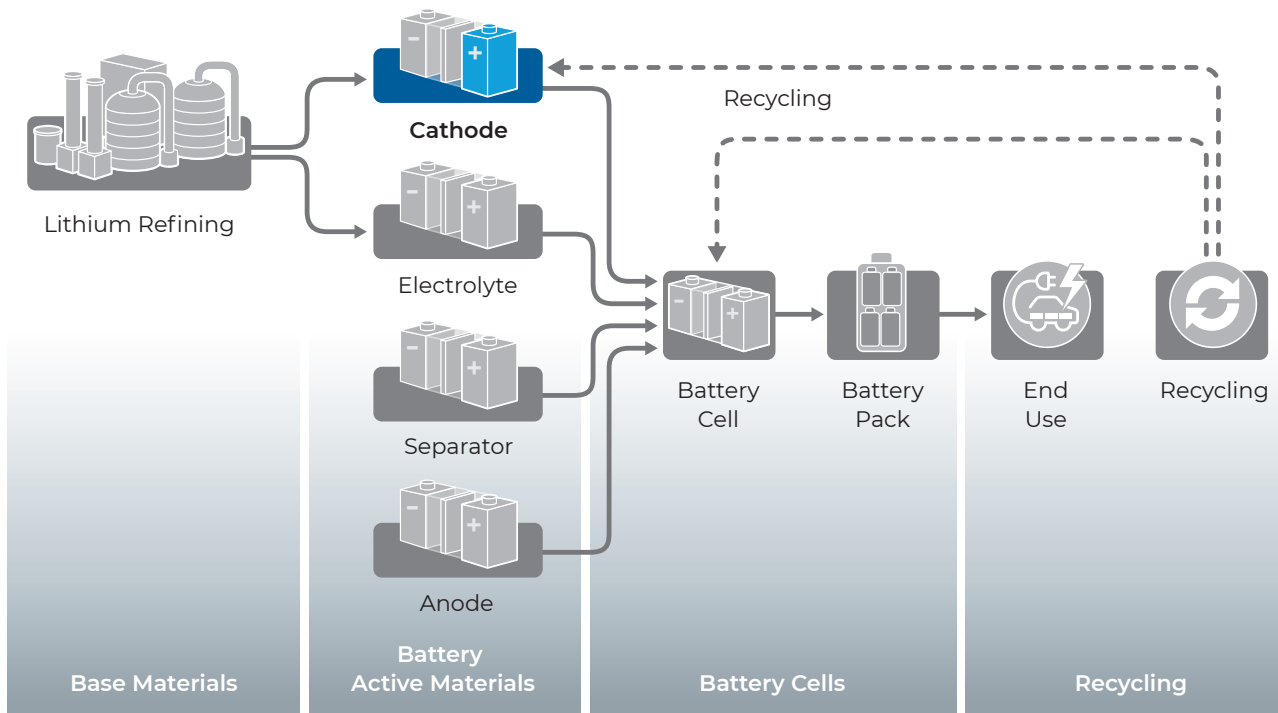 Recycling
Cathode
Lithium Refining
Electrolyte
Separator
Anode
Battery
Cell
Battery
Pack
End
Use
Recycling
Base Materials
Battery
Active Materials
Battery Cells
Recycling